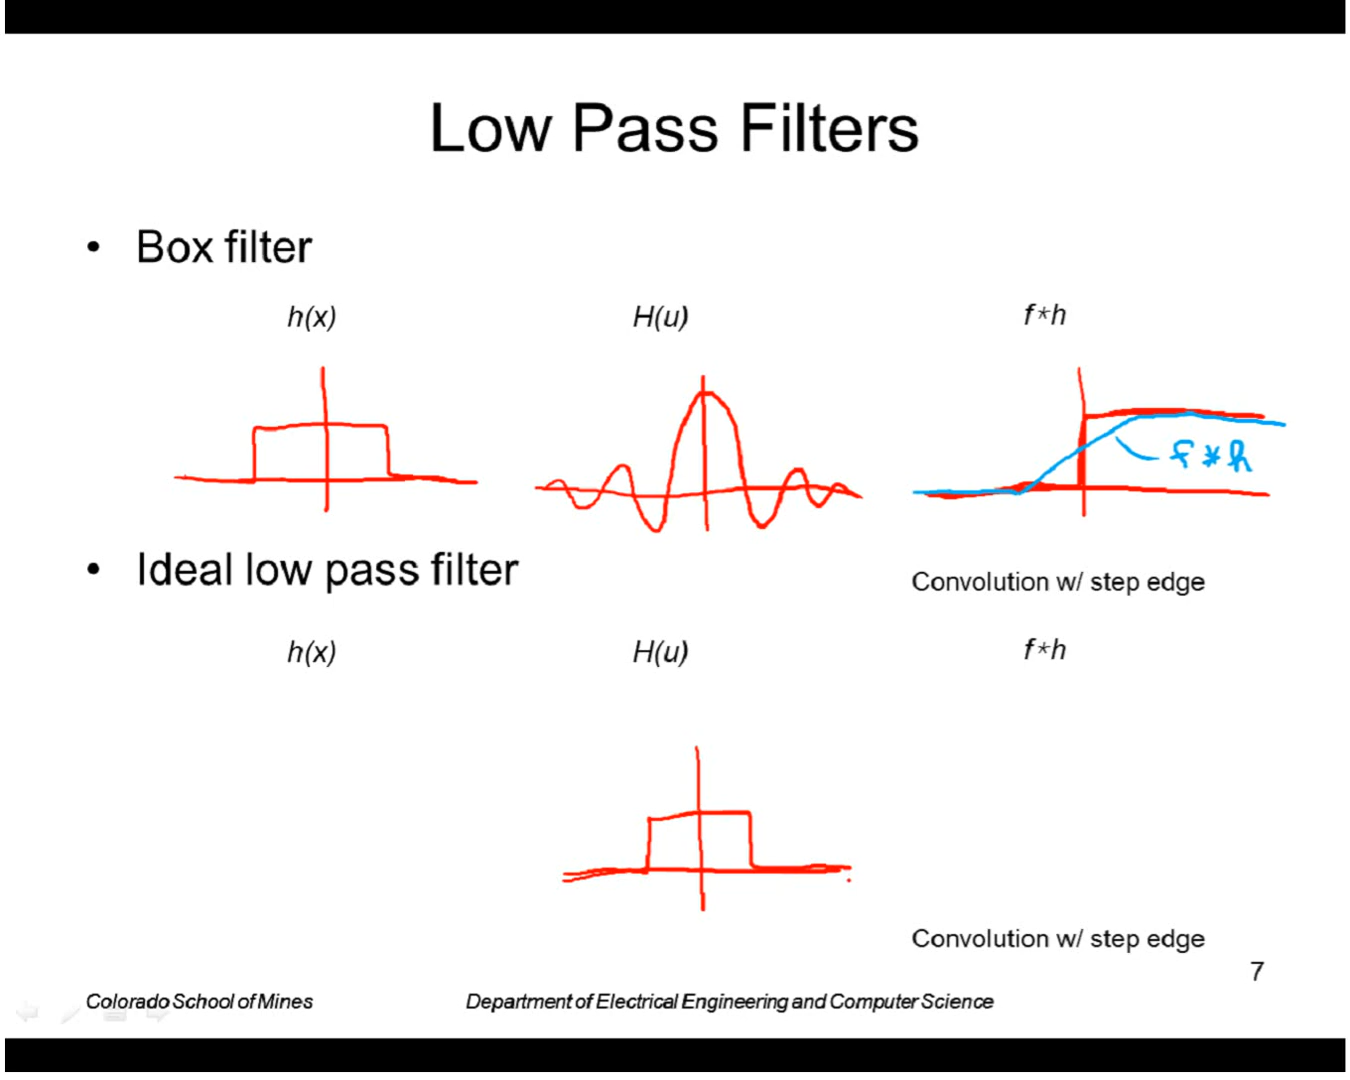 Low Pass Filters
• Box filter
h(x) H(u) f*h
f*h
• Ideal low pass filter
Convolution w/ step edge
h(x) H(u) f*h
Convolution w/ step edge
7
Colorado School of Mines Department of Electrical Engineering and Computer Science